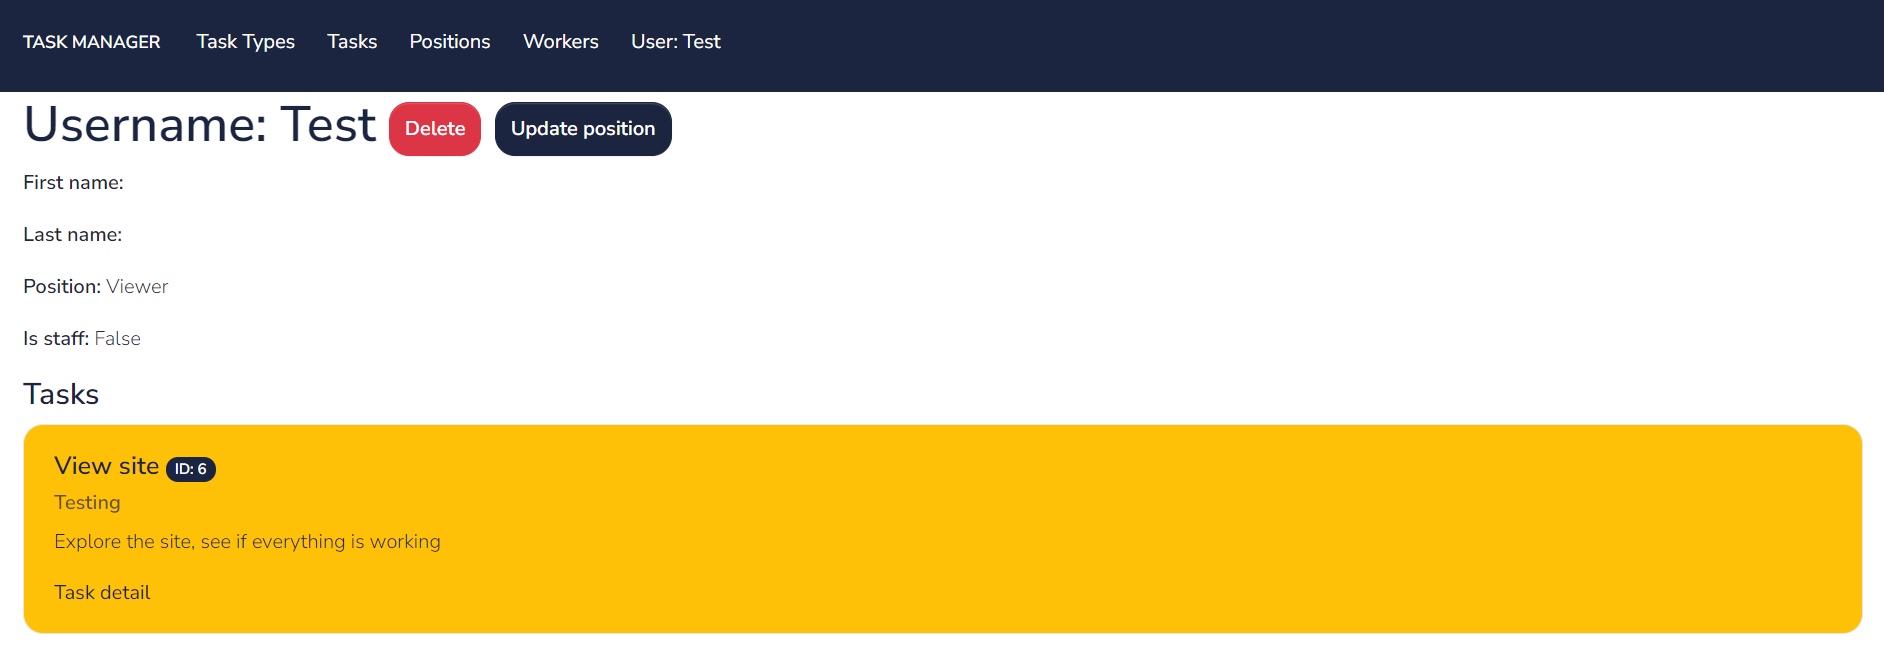 TASK MANAGER Task Types Tasks Positions Workers User: Test
Username: Test Delete Update position
First name:
Last name:
Position: Viewer
Is staff: False
Tasks
View site ID: 6
Testing
Explore the site, see if everything is working
Task detail